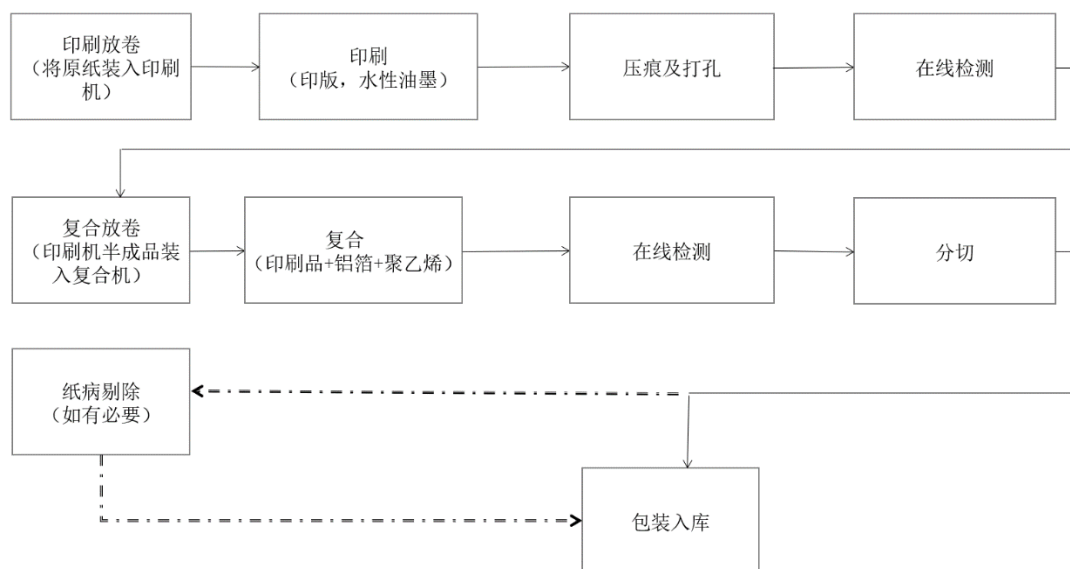 印刷放卷
（将原纸装入印刷
机）
印刷
（印版，水性油墨）
压痕及打孔
在线检测
复合放卷
（印刷机半成品装
入复合机）
复合
（印刷品+铝箔+聚乙烯）
在线检测
分切
纸病剔除
（如有必要）
包装入库